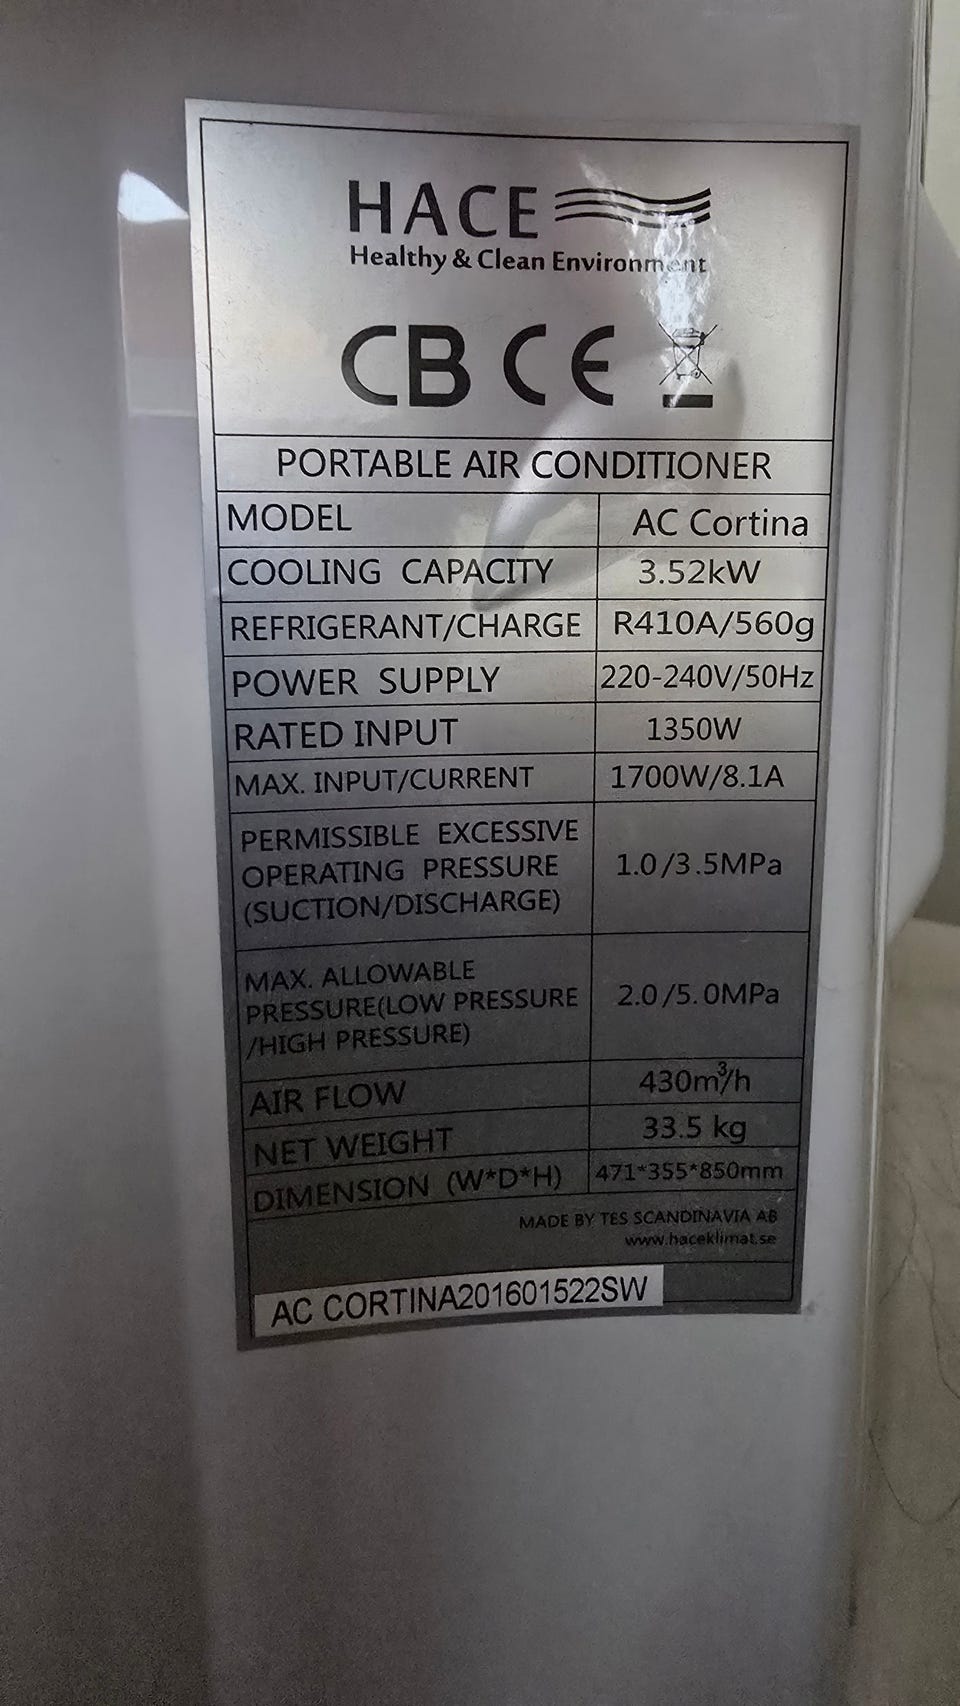 HACE
Healthy & Clean Environment
CB CE
PORTABLE AIR CONDITIONER
MODEL AC Cortina
COOLING CAPACITY 3.52kW
REFRIGERANT/CHARGE R410A/560g
POWER SUPPLY 220-240V/50Hz
RATED INPUT 1350W
MAX. INPUT/CURRENT 1700W/8.1A
PERMISSIBLE EXCESSIVE
OPERATING PRESSURE 1.0/3.5MPa
(SUCTION/DISCHARGE)
MAX. ALLOWABLE
PRESSURE(LOW PRESSURE 2.0/5.0MPa
/HIGH PRESSURE)
AIR FLOW 430m³/h
NET WEIGHT 33.5 kg
DIMENSION (W*D*H) 471*355*850mm
MADE BY TES SCANDINAVIA AB
www.haceklimat.se
AC CORTINA201601522SW